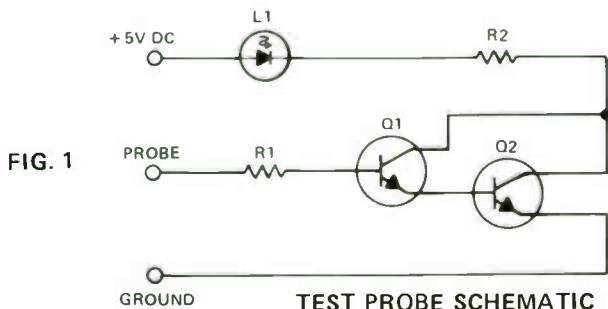 L1
+5V DC
R2
Q1
Q2
FIG. 1
PROBE
R1
GROUND
TEST PROBE SCHEMATIC